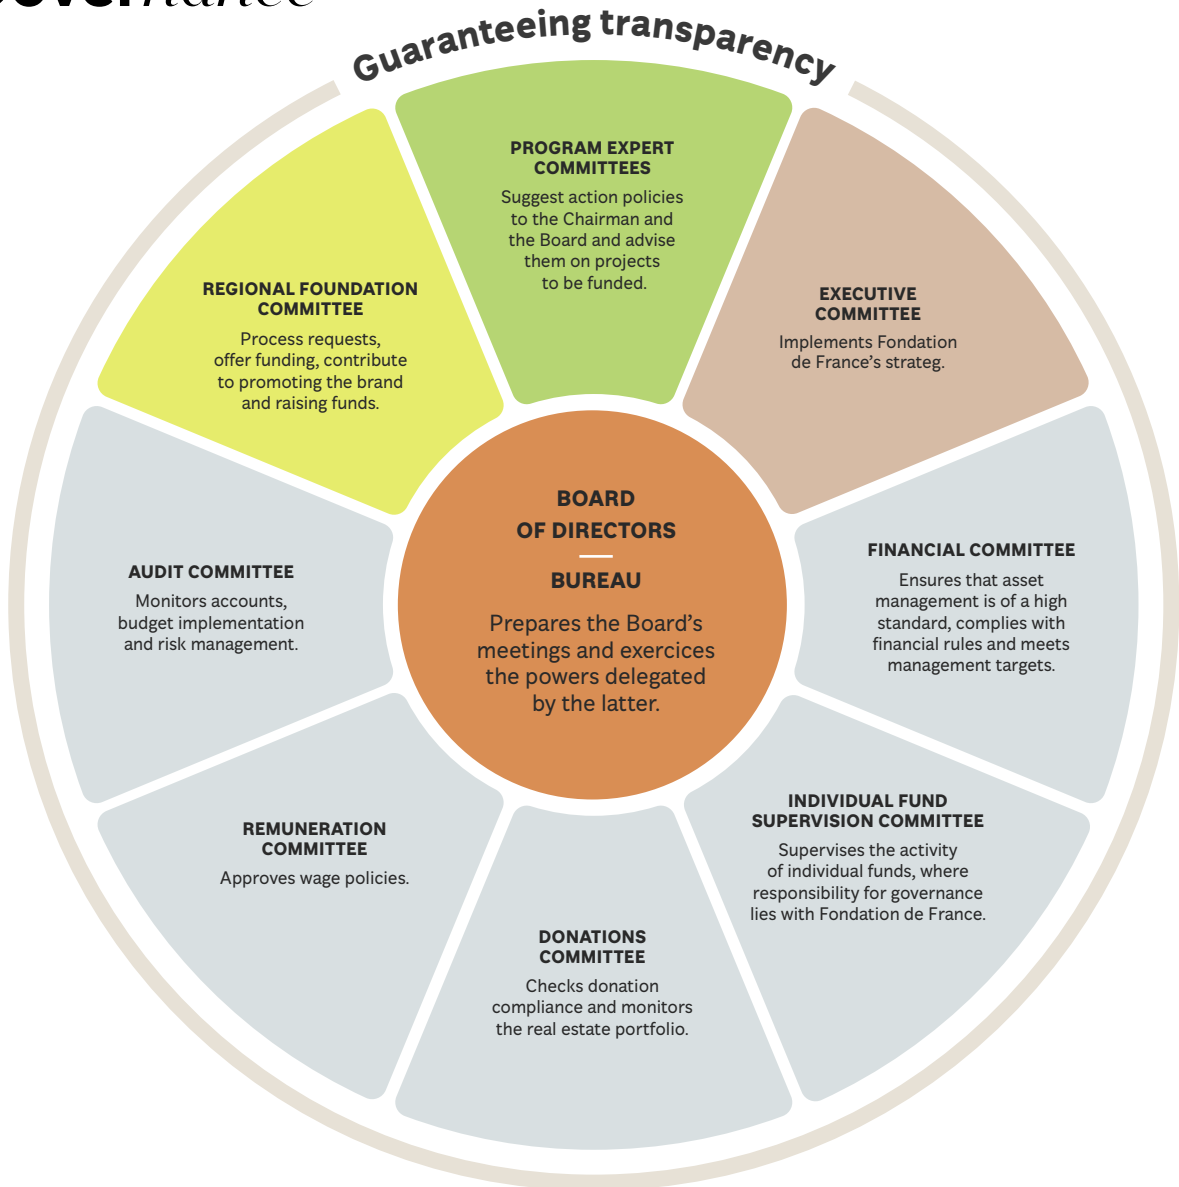 Guaranteeing transparency
PROGRAM EXPERT
COMMITTEES
Suggest action policies
to the Chairman and
the Board and advise
them on projects
to be funded.
EXECUTIVE
COMMITTEE
Implements Fondation
de France’s strateg.
FINANCIAL COMMITTEE
Ensures that asset
management is of a high
standard, complies with
financial rules and meets
management targets.
INDIVIDUAL FUND
SUPERVISION COMMITTEE
Supervises the activity
of individual funds, where
responsibility for governance
lies with Fondation de France.
DONATIONS
COMMITTEE
Checks donation
compliance and monitors
the real estate portfolio.
REMUNERATION
COMMITTEE
Approves wage policies.
AUDIT COMMITTEE
Monitors accounts,
budget implementation
and risk management.
REGIONAL FOUNDATION
COMMITTEE
Process requests,
offer funding, contribute
to promoting the brand
and raising funds.
BOARD
OF DIRECTORS
BUREAU
Prepares the Board’s
meetings and exercices
the powers delegated
by the latter.